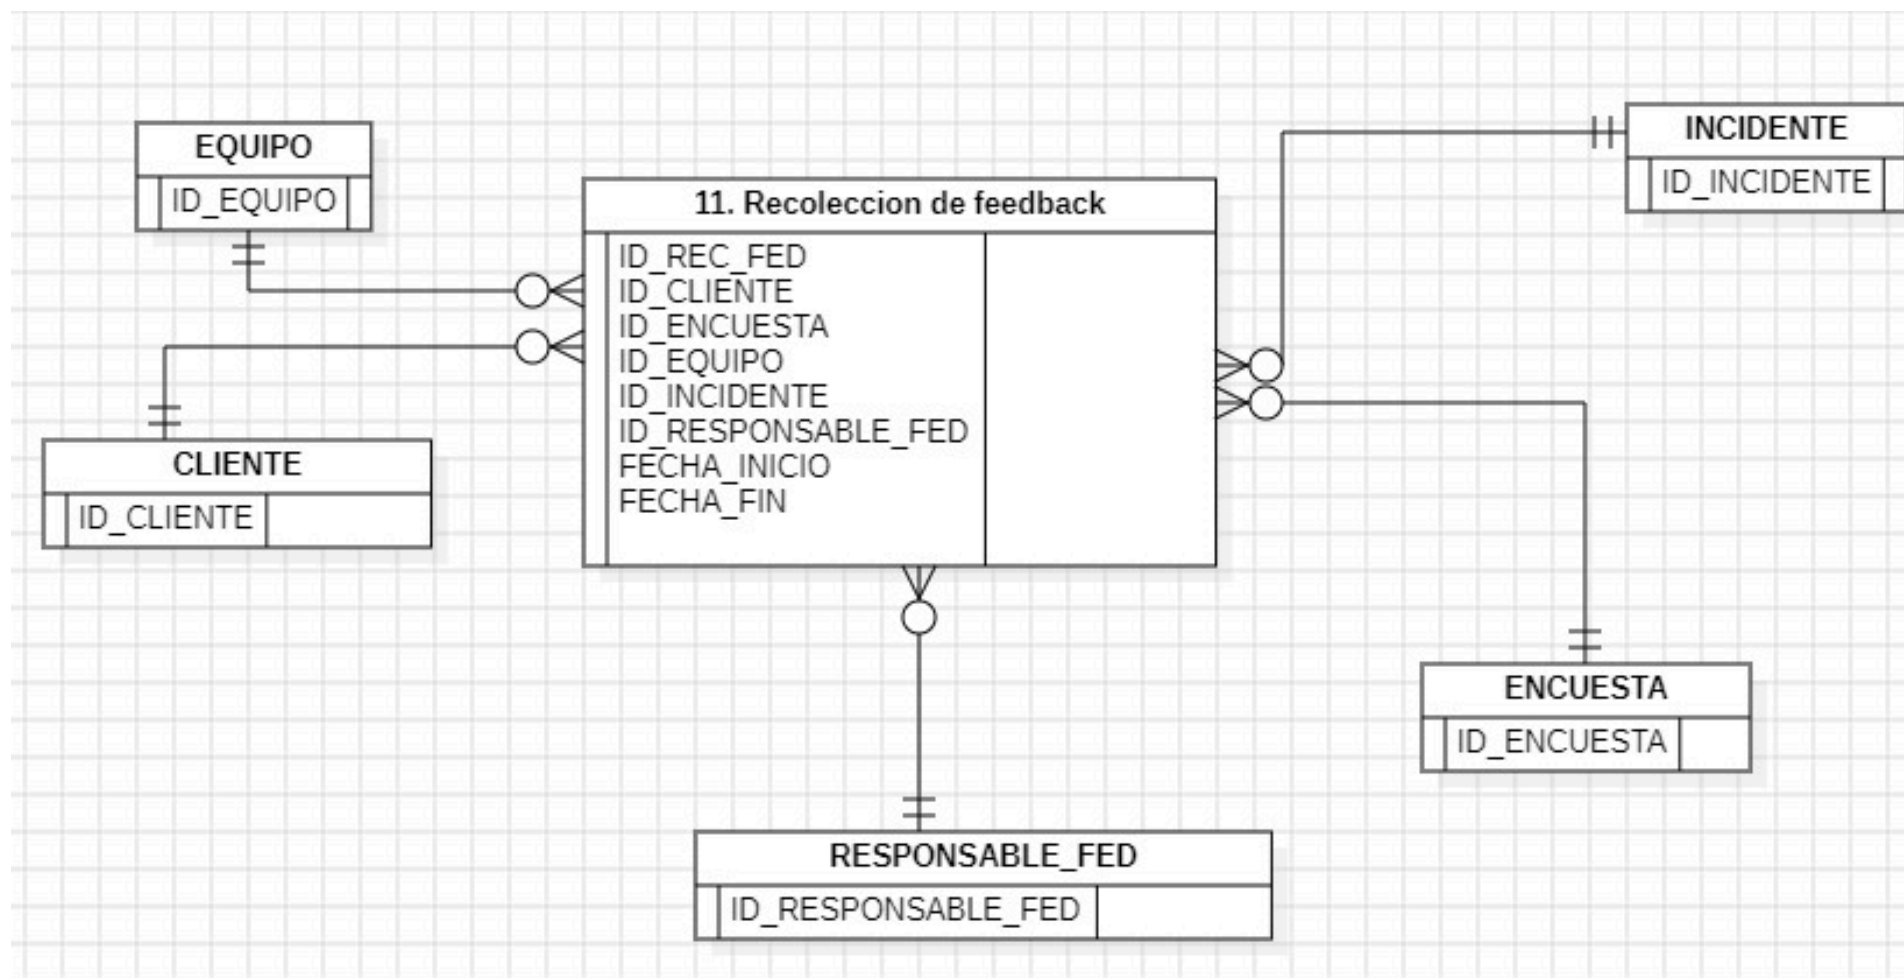 EQUIPO
ID_EQUIPO
CLIENTE
ID_CLIENTE
11. Recoleccion de feedback
ID_REC_FED
ID_CLIENTE
ID_ENCUESTA
ID_EQUIPO
ID_INCIDENTE
ID_RESPONSABLE_FED
FECHA_INICIO
FECHA_FIN
INCIDENTE
ID_INCIDENTE
ENCUESTA
ID_ENCUESTA
RESPONSABLE_FED
ID_RESPONSABLE_FED